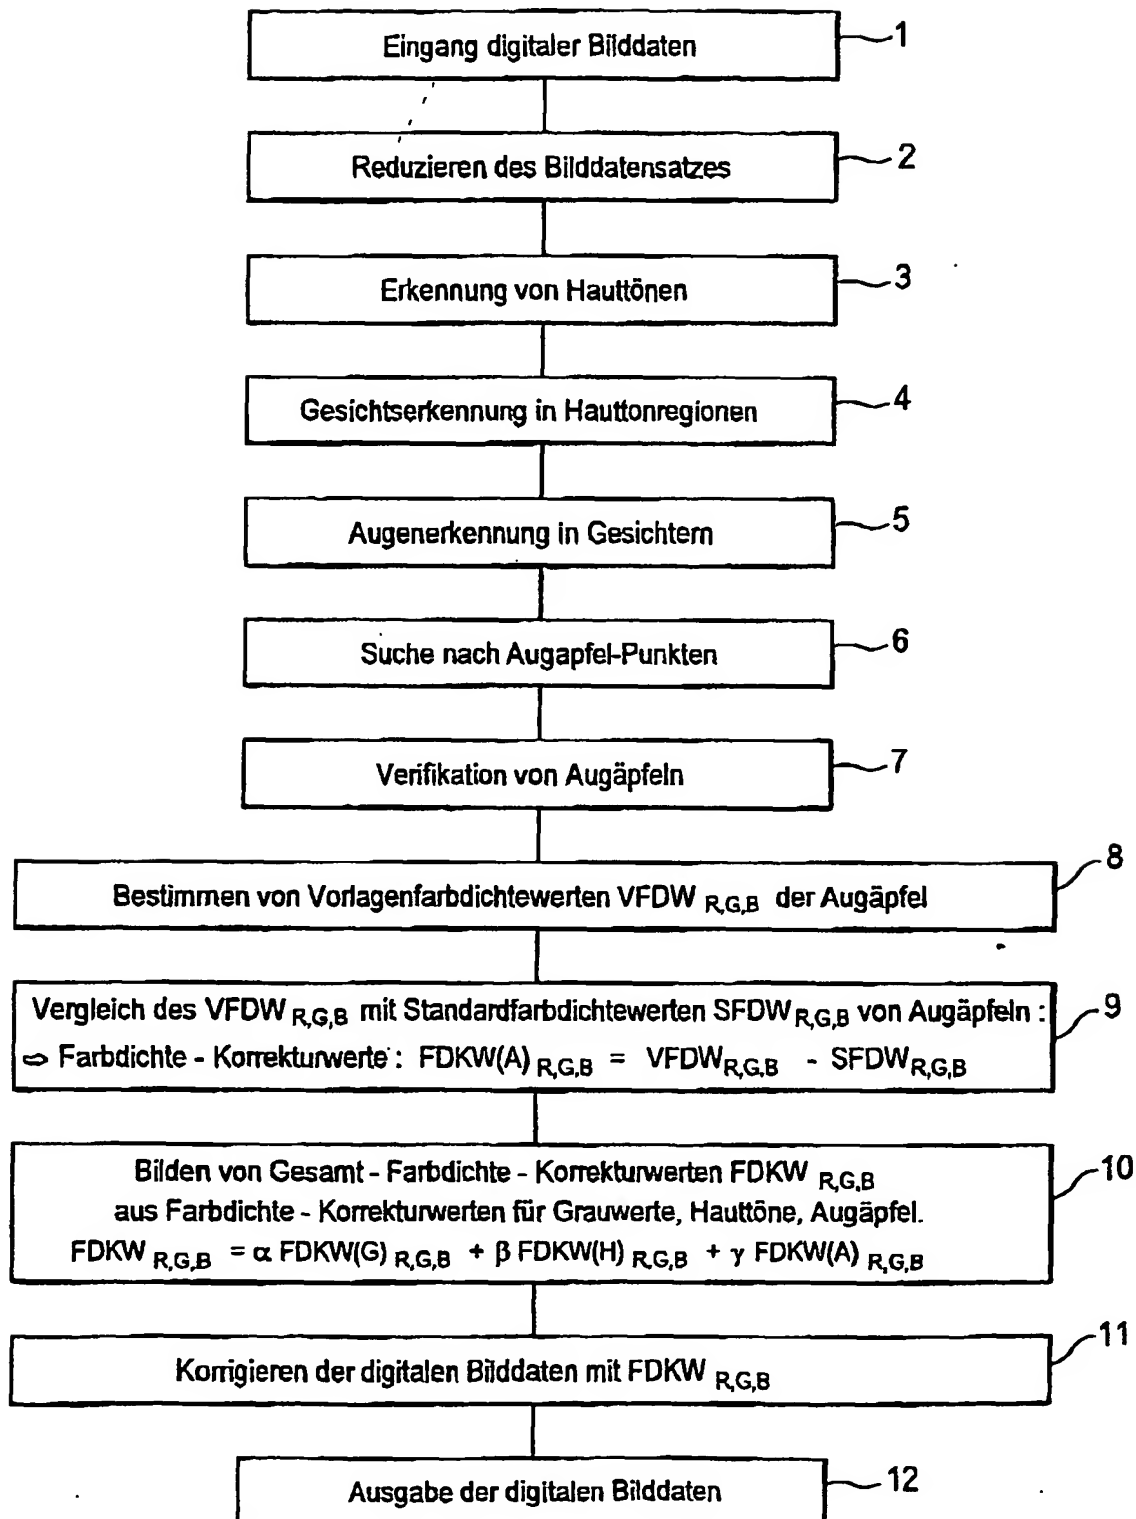 Eingang digitaler Bilddaten 1
Reduzieren des Bilddatensatzes 2
Erkennung von Hauttönen 3
Gesichtserkennung in Hauttonregionen 4
Augenerkennung in Gesichtern 5
Suche nach Augapfel-Punkten 6
Verifikation von Augäpfeln 7
Bestimmen von Vorlagenfarbdichtewerten VFDW R,G,B der Augäpfel 8
Vergleich des VFDW R,G,B mit Standardfarbdichtewerten SFDW R,G,B von Augäpfeln : 9
⇨ Farbdichte - Korrekturwerte : FDKW(A) R,G,B = VFDW R,G,B - SFDW R,G,B
Bilden von Gesamt - Farbdichte - Korrekturwerten FDKW R,G,B 10
aus Farbdichte - Korrekturwerten für Grauwerte, Hauttöne, Augäpfel.
FDKW R,G,B = α FDKW(G) R,G,B + β FDKW(H) R,G,B + γ FDKW(A) R,G,B
Korrigieren der digitalen Bilddaten mit FDKW R,G,B 11
Ausgabe der digitalen Bilddaten 12